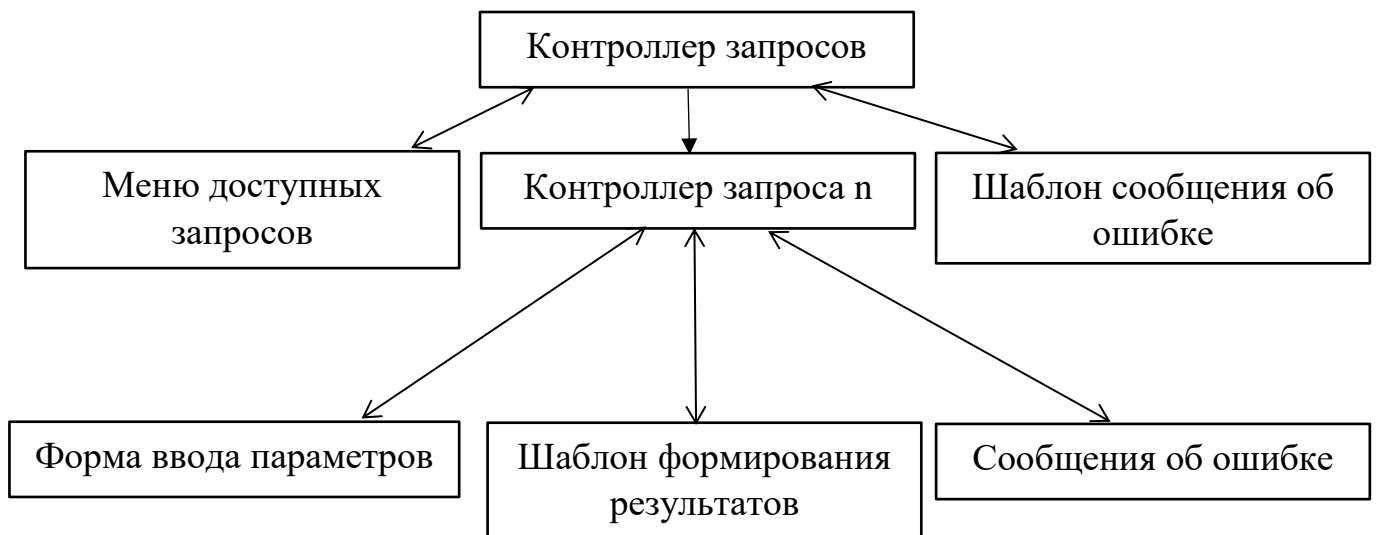 Контроллер запросов
Меню доступных
запросов
Контроллер запроса n
Шаблон сообщения об
ошибке
Форма ввода параметров
Шаблон формирования
результатов
Сообщения об ошибке